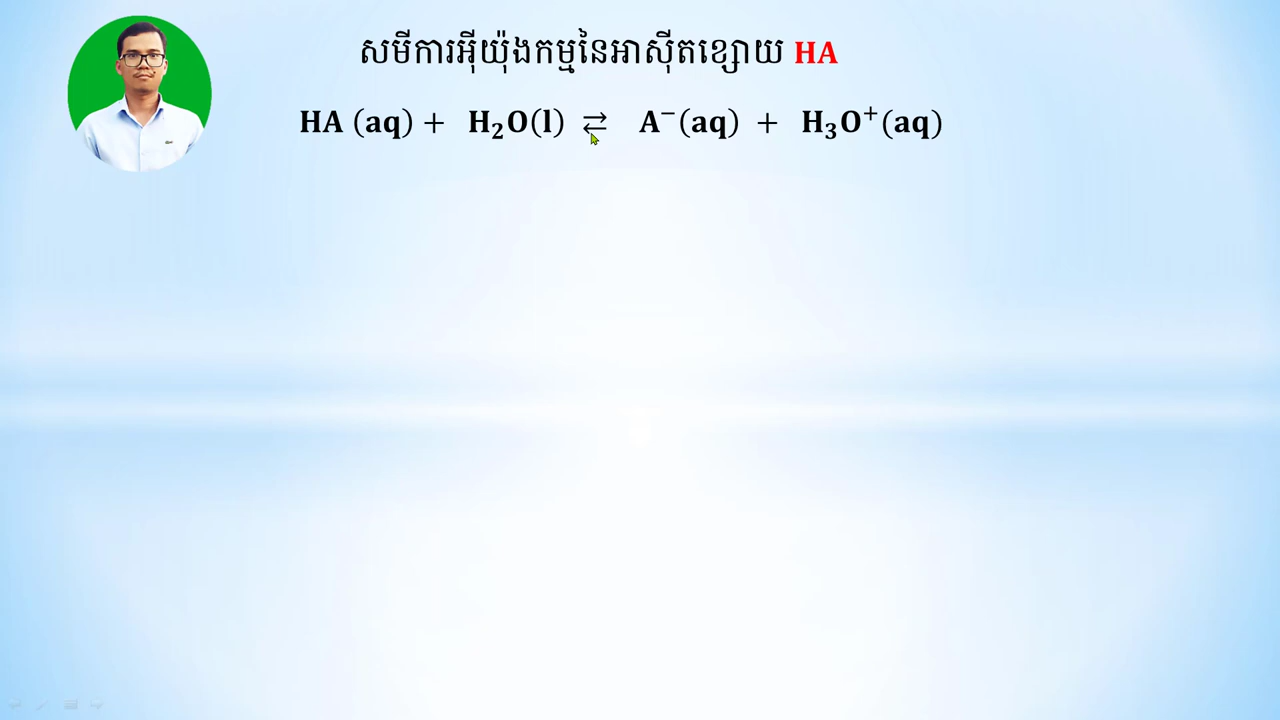 សមីការអ៊ីយ៉ុងកម្មនៃអាស៊ីតខ្សោយ HA
HA (aq) + H₂O(l) ⇄ A⁻(aq) + H₃O⁺(aq)